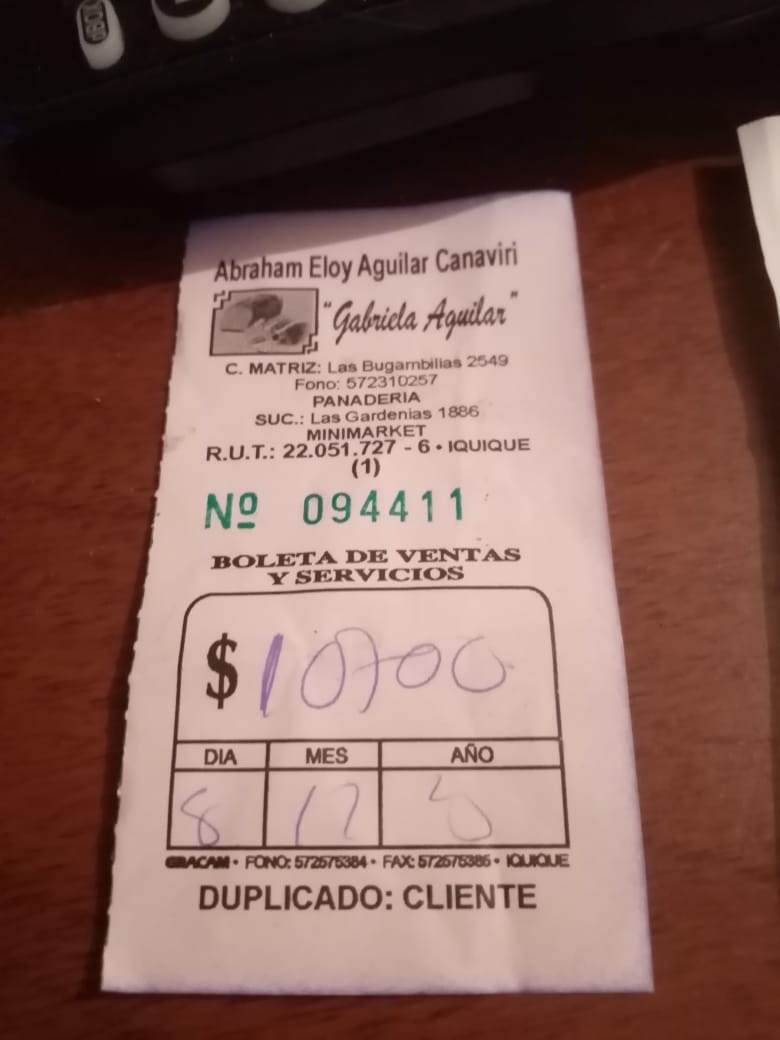 Abraham Eloy Aguilar Canaviri
"Gabriela Aguilar"
C. MATRIZ: Las Bugambilias 2549
Fono: 572310257
PANADERIA
SUC.: Las Gardenias 1886
MINIMARKET
R.U.T.: 22.051.727 - 6 • IQUIQUE
(1)
Nº 094411
BOLETA DE VENTAS
Y SERVICIOS
$ 10700
DIA MES AÑO
8 12
GRACAM • FONO: 572575384 • FAX: 572575385 • IQUIQUE
DUPLICADO: CLIENTE